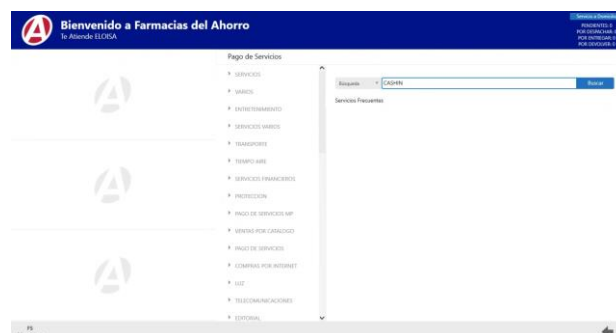 Bienvenido a Farmacias del Ahorro
Te Atiende ELOISA
Servicio a Domicilio
PENDIENTES: 0
POR DESPACHAR: 0
POR ENTREGAR: 0
POR DEVOLVER: 0
Pago de Servicios
SERVICIOS
VARIOS
ENTRETENIMIENTO
SERVICIOS VARIOS
TRANSPORTE
TIEMPO AIRE
SERVICIOS FINANCIEROS
PROTECCION
PAGO DE SERVICIOS MP
VENTAS POR CATALOGO
PAGO DE SERVICIOS
COMPRAS POR INTERNET
LUZ
TELECOMUNICACIONES
EDITORIAL
Búsqueda CASHIN Buscar
Servicios Frecuentes
F5